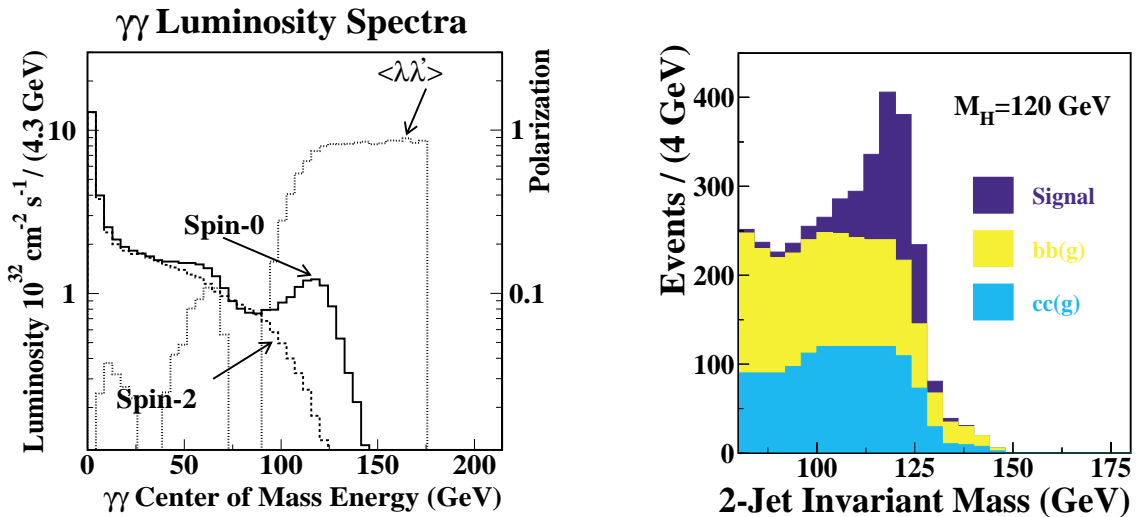 γγ Luminosity Spectra
Luminosity 10^32 cm^-2 s^-1 / (4.3 GeV)
10
1
<λλ'>
Spin-0
Spin-2
1
0.1
Polarization
0
50
100
150
200
γγ Center of Mass Energy (GeV)
Events / (4 GeV)
400
300
200
100
0
M_H=120 GeV
Signal
bb(g)
cc(g)
100
125
150
175
2-Jet Invariant Mass (GeV)